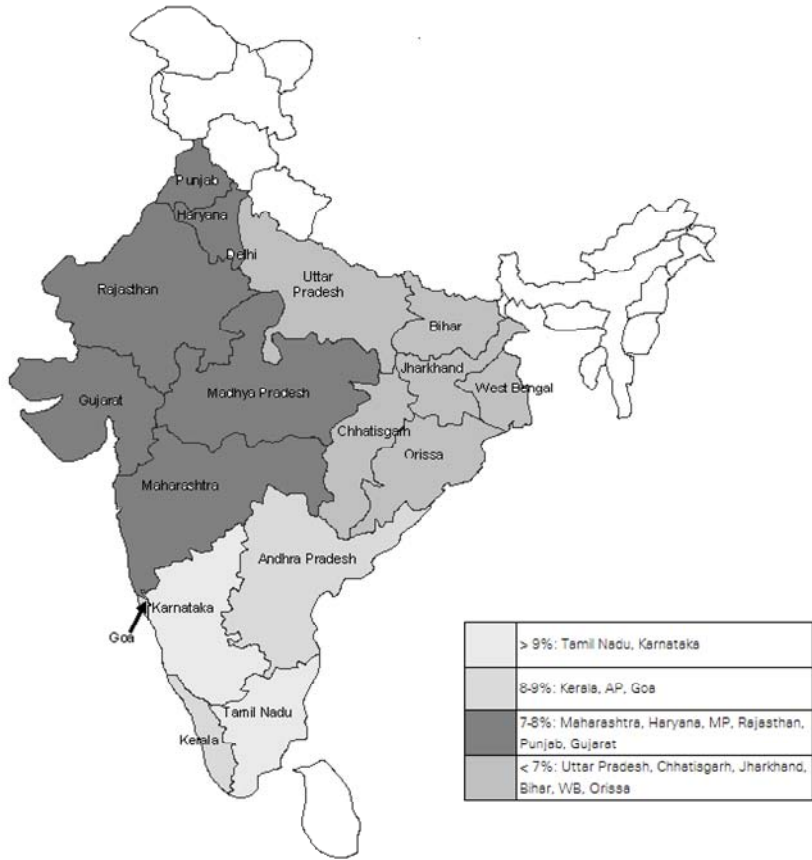 Punjab
Haryana
Delhi
Rajasthan
Uttar
Pradesh
Bihar
Jharkhand
West Bengal
Gujarat
Madhya Pradesh
Chhatisgarh
Orissa
Maharashtra
Andhra Pradesh
Karnataka
Goa
Tamil Nadu
Kerala
> 9%: Tamil Nadu, Karnataka
8-9%: Kerala, AP, Goa
7-8%: Maharashtra, Haryana, MP, Rajasthan,
Punjab, Gujarat
< 7%: Uttar Pradesh, Chhatisgarh, Jharkhand,
Bihar, WB, Orissa